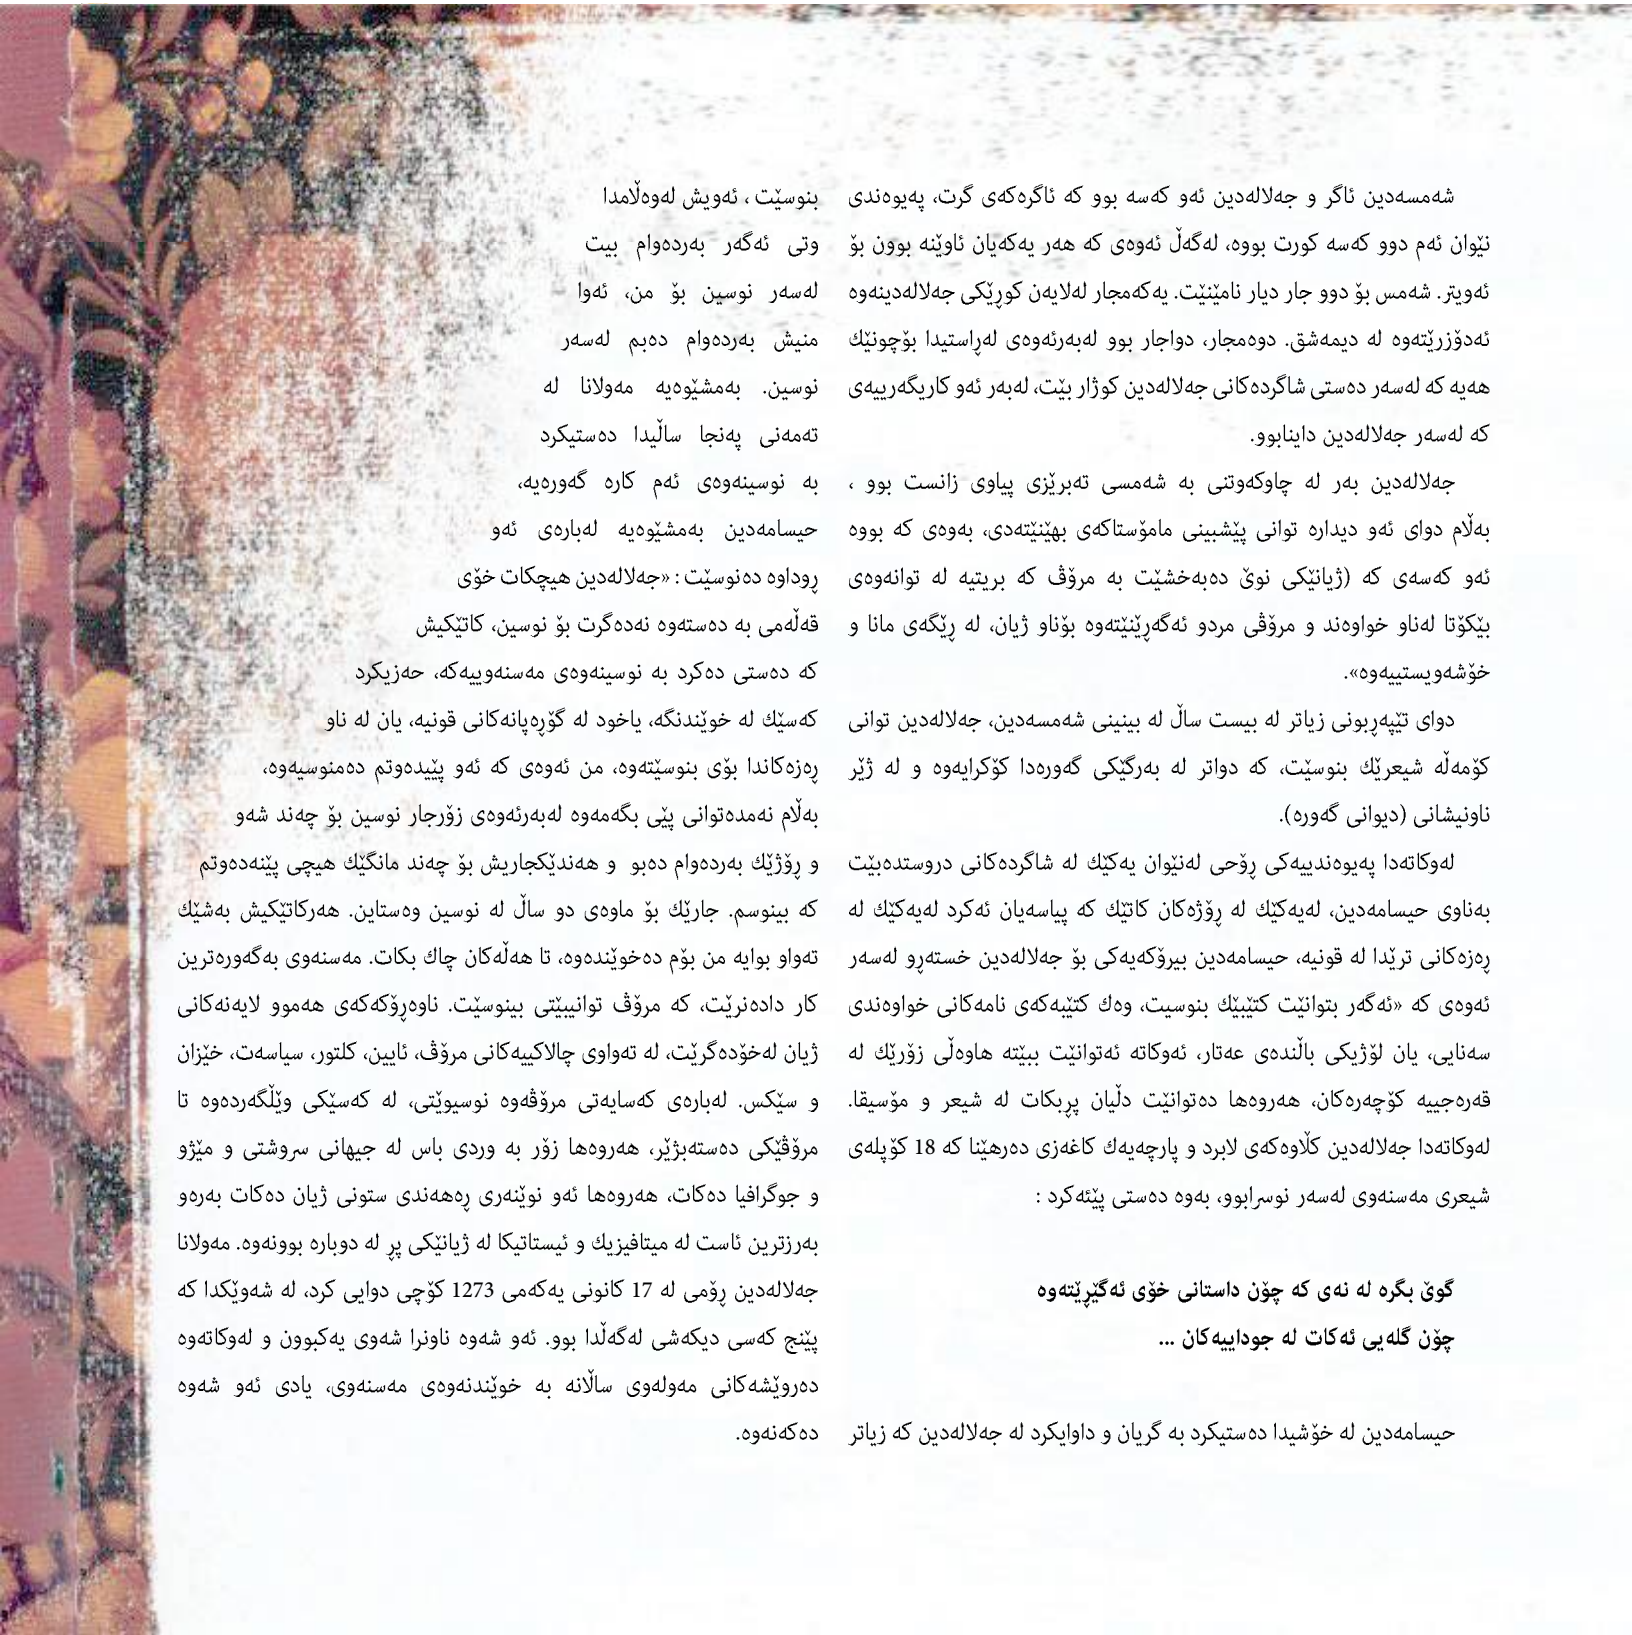 شەمسەدین ئاگر و جەلالەدین ئەو کەسە بوو کە ئاگرەکەی گرت، پەیوەندی
نێوان ئەم دوو کەسە کورت بووە، لەگەڵ ئەوەی کە هەر یەکەیان ئاوێنە بوون بۆ
ئەویتر. شەمس بۆ دوو جار دیار نامێنێت. یەکەمجار لەلایەن کوڕێکی جەلالەدینەوە
ئەدۆزرێتەوە لە دیمەشق. دوەمجار، دواجار بوو لەبەرئەوەی لەڕاستیدا بۆچونێك
هەیە کە لەسەر دەستی شاگردەکانی جەلالەدین کوژار بێت، لەبەر ئەو کاریگەرییەی
کە لەسەر جەلالەدین داینابوو.
جەلالەدین بەر لە چاوکەوتنی بە شەمسی تەبرێزی پیاوی زانست بوو ،
بەڵام دوای ئەو دیدارە توانی پێشبینی مامۆستاکەی بهێنێتەدی، بەوەی کە بووە
ئەو کەسەی کە (ژیانێکی نوێ دەبەخشێت بە مرۆڤ کە بریتیە لە توانەوەی
بێکۆتا لەناو خواوەند و مرۆڤی مردو ئەگەڕێنێتەوە بۆناو ژیان، لە ڕێگەی مانا و
خۆشەویستییەوە».
دوای تێپەڕبونی زیاتر لە بیست ساڵ لە بینینی شەمسەدین، جەلالەدین توانی
کۆمەڵە شیعرێك بنوسێت، کە دواتر لە بەرگێکی گەورەدا کۆکرایەوە و لە ژێر
ناونیشانی (دیوانی گەورە).
لەوکاتەدا پەیوەندییەکی ڕۆحی لەنێوان یەکێك لە شاگردەکانی دروستدەبێت
بەناوی حیسامەدین، لەیەکێك لە ڕۆژەکان کاتێك کە پیاسەیان ئەکرد لەیەکێك لە
ڕەزەکانی ترێدا لە قونیە، حیسامەدین بیرۆکەیەکی بۆ جەلالەدین خستەڕو لەسەر
ئەوەی کە «ئەگەر بتوانێت کتێبێك بنوسیت، وەك کتێبەکەی نامەکانی خواوەندی
سەنایی، یان لۆژیکی باڵندەی عەتار، ئەوکاتە ئەتوانێت ببێتە هاوەڵی زۆرێك لە
قەرەجییە کۆچەرەکان، هەروەها دەتوانێت دڵیان پڕبکات لە شیعر و مۆسیقا.
لەوکاتەدا جەلالەدین کڵاوەکەی لابرد و پارچەیەك کاغەزی دەرهێنا کە 18 کۆپلەی
شیعری مەسنەوی لەسەر نوسرابوو، بەوە دەستی پێئەکرد :
گوێ بگرە لە نەی کە چۆن داستانی خۆی ئەگێڕێتەوە
چۆن گلەیی ئەکات لە جوداییەکان ...
حیسامەدین لە خۆشیدا دەستیکرد بە گریان و داوایکرد لە جەلالەدین کە زیاتر
بنوسێت ، ئەویش لەوەڵامدا
وتی ئەگەر بەردەوام بیت
لەسەر نوسین بۆ من، ئەوا
منیش بەردەوام دەبم لەسەر
نوسین. بەمشێوەیە مەولانا لە
تەمەنی پەنجا ساڵیدا دەستیکرد
بە نوسینەوەی ئەم کارە گەورەیە،
حیسامەدین بەمشێوەیە لەبارەی ئەو
ڕوداوە دەنوسێت : «جەلالەدین هیچکات خۆی
قەڵەمی بە دەستەوە نەدەگرت بۆ نوسین، کاتێکیش
کە دەستی دەکرد بە نوسینەوەی مەسنەوییەکە، حەزیکرد
کەسێك لە خوێندنگە، یاخود لە گۆڕەپانەکانی قونیە، یان لە ناو
ڕەزەکاندا بۆی بنوسێتەوە، من ئەوەی کە ئەو پێیدەوتم دەمنوسیەوە،
بەڵام نەمدەتوانی پێی بگەمەوە لەبەرئەوەی زۆرجار نوسین بۆ چەند شەو
و ڕۆژێك بەردەوام دەبو و هەندێکجاریش بۆ چەند مانگێك هیچی پێنەدەوتم
کە بینوسم. جارێك بۆ ماوەی دو ساڵ لە نوسین وەستاین. هەرکاتێکیش بەشێك
تەواو بوایە من بۆم دەخوێندەوە، تا هەڵەکان چاك بکات. مەسنەوی بەگەورەترین
کار دادەنرێت، کە مرۆڤ توانیبێتی بینوسێت. ناوەڕۆکەکەی هەموو لایەنەکانی
ژیان لەخۆدەگرێت، لە تەواوی چالاکییەکانی مرۆڤ، ئایین، کلتور، سیاسەت، خێزان
و سێکس. لەبارەی کەسایەتی مرۆڤەوە نوسیوێتی، لە کەسێکی وێڵگەردەوە تا
مرۆڤێکی دەستەبژێر، هەروەها زۆر بە وردی باس لە جیهانی سروشتی و مێژو
و جوگرافیا دەکات، هەروەها ئەو نوێنەری ڕەهەندی ستونی ژیان دەکات بەرەو
بەرزترین ئاست لە میتافیزیك و ئیستاتیکا لە ژیانێکی پڕ لە دوبارە بوونەوە. مەولانا
جەلالەدین ڕۆمی لە 17 کانونی یەکەمی 1273 کۆچی دوایی کرد، لە شەوێکدا کە
پێنج کەسی دیکەشی لەگەڵدا بوو. ئەو شەوە ناونرا شەوی یەکبوون و لەوکاتەوە
دەروێشەکانی مەولەوی ساڵانە بە خوێندنەوەی مەسنەوی، یادی ئەو شەوە
دەکەنەوە.